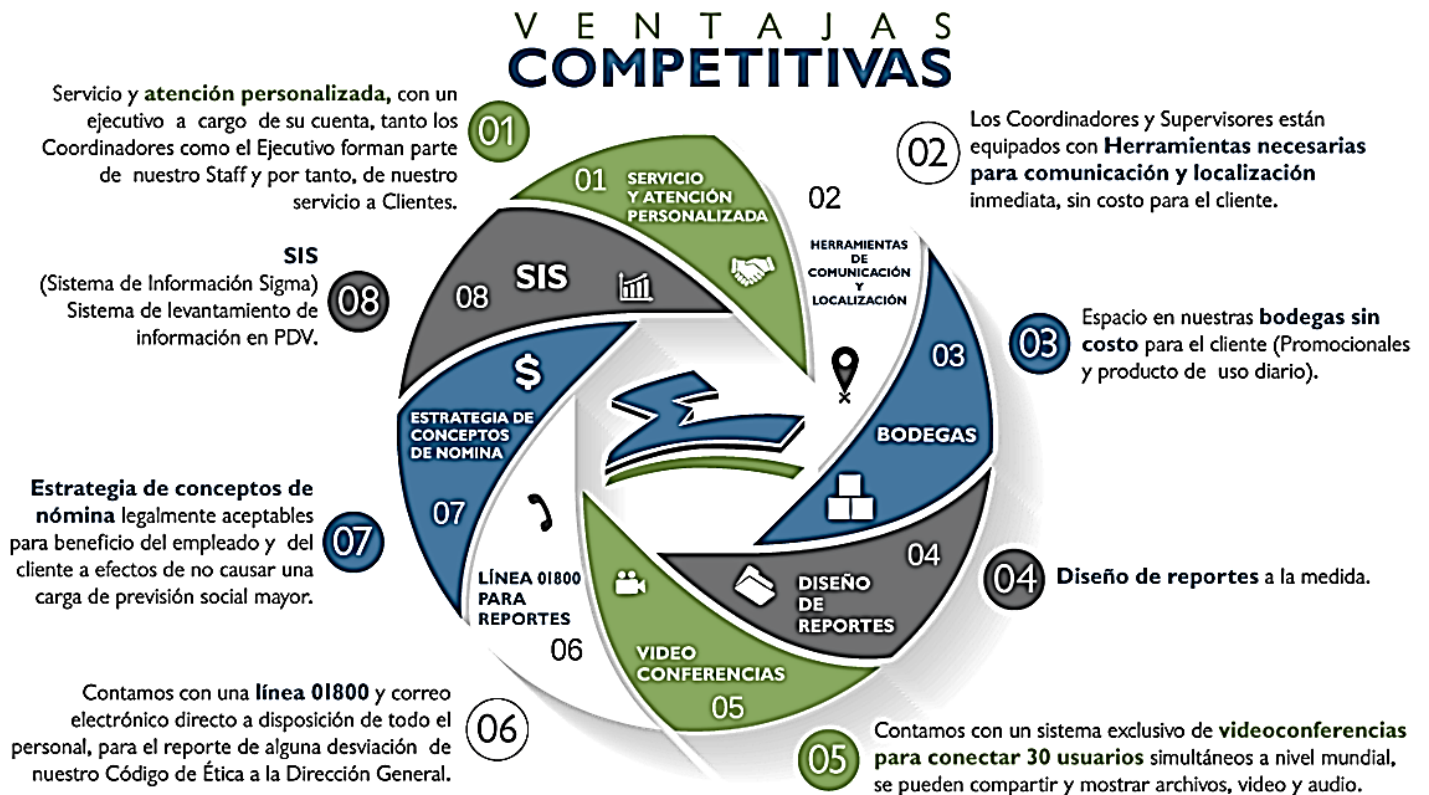 VENTAJAS
COMPETITIVAS
Servicio y atención personalizada, con un
ejecutivo a cargo de su cuenta, tanto los
Coordinadores como el Ejecutivo forman parte
de nuestro Staff y por tanto, de nuestro
servicio a Clientes.
01
02
Los Coordinadores y Supervisores están
equipados con Herramientas necesarias
para comunicación y localización
inmediata, sin costo para el cliente.
03
Espacio en nuestras bodegas sin
costo para el cliente (Promocionales
y producto de uso diario).
04
Diseño de reportes a la medida.
05
Contamos con un sistema exclusivo de videoconferencias
para conectar 30 usuarios simultáneos a nivel mundial,
se pueden compartir y mostrar archivos, video y audio.
Contamos con una línea 01800 y correo
electrónico directo a disposición de todo el
personal, para el reporte de alguna desviación de
nuestro Código de Ética a la Dirección General.
06
Estrategia de conceptos de
nómina legalmente aceptables
para beneficio del empleado y del
cliente a efectos de no causar una
carga de previsión social mayor.
07
SIS
(Sistema de Información Sigma)
Sistema de levantamiento de
información en PDV.
08
01
SERVICIO
Y ATENCIÓN
PERSONALIZADA
02
HERRAMIENTAS
DE
COMUNICACIÓN
Y
LOCALIZACIÓN
03
BODEGAS
04
DISEÑO
DE
REPORTES
VIDEO
CONFERENCIAS
05
LÍNEA 01800
PARA
REPORTES
06
$
ESTRATEGIA DE
CONCEPTOS
DE NOMINA
07
08
SIS